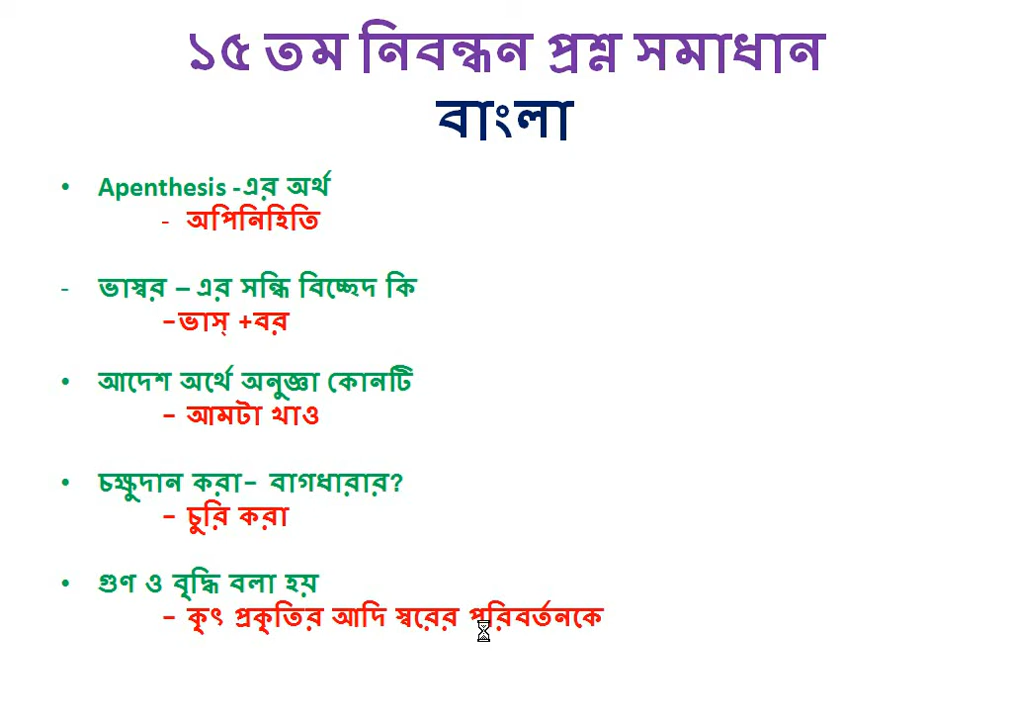 ১৫ তম নিবন্ধন প্রশ্ন সমাধান
বাংলা
• Apenthesis -এর অর্থ
- অপিনিহিতি
- ভাস্বর – এর সন্ধি বিচ্ছেদ কি
–ভাস্ +বর
• আদেশ অর্থে অনুজ্ঞা কোনটি
– আমটা খাও
• চক্ষুদান করা– বাগধারার?
– চুরি করা
• গুণ ও বৃদ্ধি বলা হয়
– কৃৎ প্রকৃতির আদি স্বরের পরিবর্তনকে